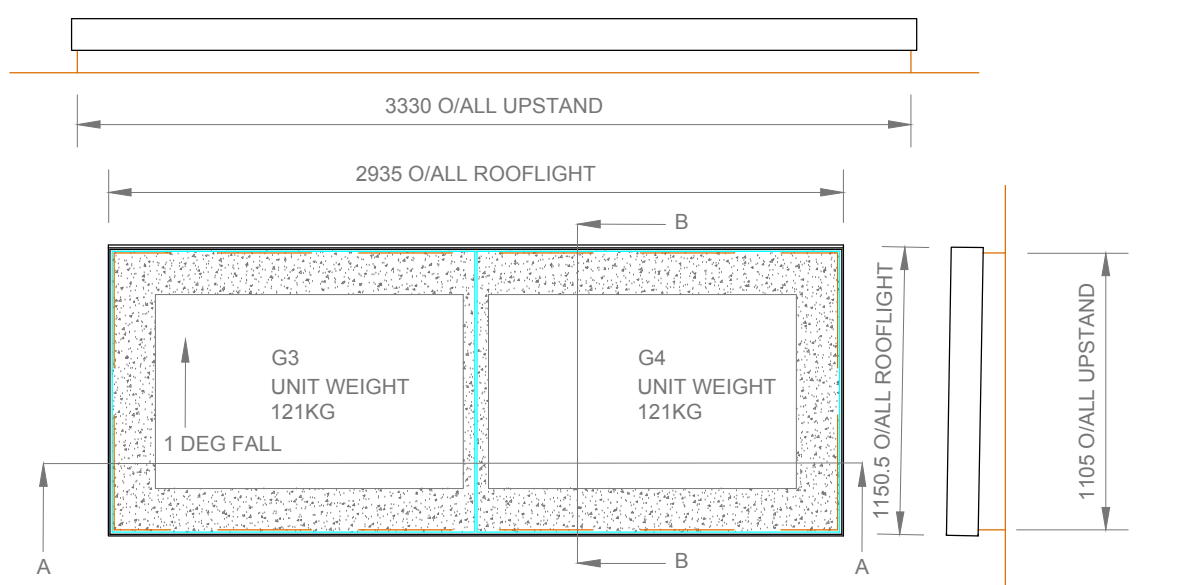 3330 O/ALL UPSTAND
2935 O/ALL ROOFLIGHT
B
G3
UNIT WEIGHT
121KG
1 DEG FALL
G4
UNIT WEIGHT
121KG
1150.5 O/ALL ROOFLIGHT
1105 O/ALL UPSTAND
A
B
A